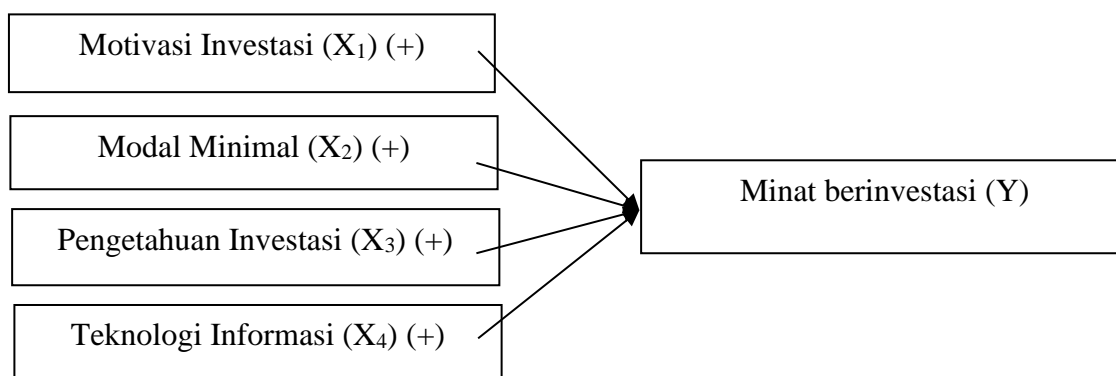 Motivasi Investasi (X₁) (+)
Modal Minimal (X₂) (+)
Minat berinvestasi (Y)
Pengetahuan Investasi (X₃) (+)
Teknologi Informasi (X₄) (+)